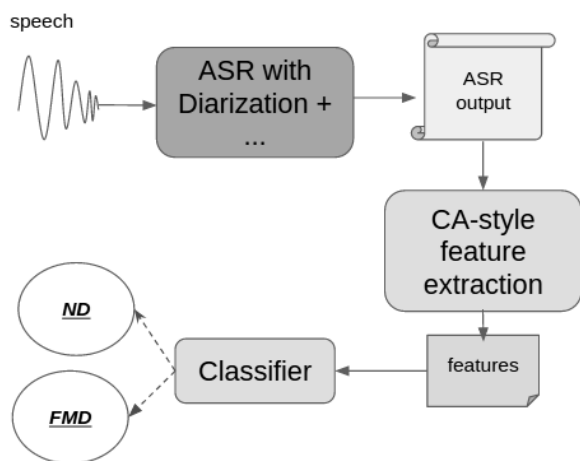 speech
ASR with
Diarization +
...
ASR
output
CA-style
feature
extraction
features
Classifier
ND
FMD